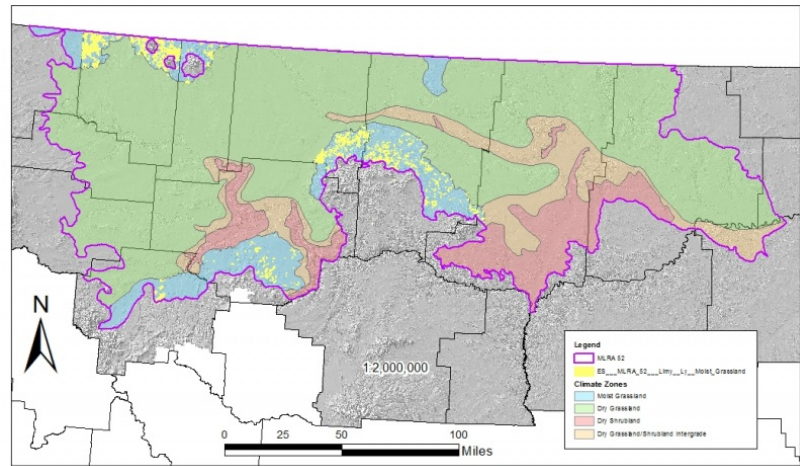 N
1:2,000,000
0 25 50 100
Miles
Legend
MLRA 52
ES___MLRA_52___Limy__Ly__Moist_Grassland
Climate Zones
Moist Grassland
Dry Grassland
Dry Shrubland
Dry Grassland/Shrubland Intergrade